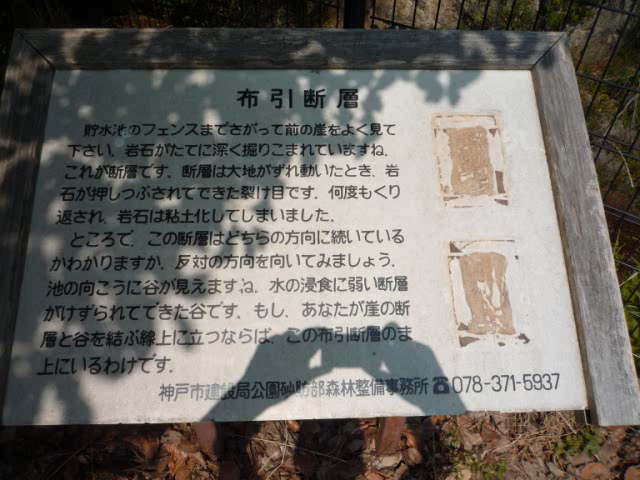 布引断層
貯水池のフェンスまでさがって前の崖をよく見て
下さい。岩石がたてに深く掘りこまれていますね。
これが断層です。断層は大地がずれ動いたとき、岩
石が押しつぶされてできた裂け目です。何度もくり
返され、岩石は粘土化してしまいました。
ところで、この断層はどちらの方向に続いている
かわかりますか。反対の方向を向いてみましょう。
池の向こうに谷が見えますね。水の浸食に弱い断層
がけずられてできた谷です。もし、あなたが崖の断
層と谷を結ぶ線上に立つならば、この布引断層のま
上にいるわけです。
神戸市建設局公園砂防部森林整備事務所 ☎078-371-5937